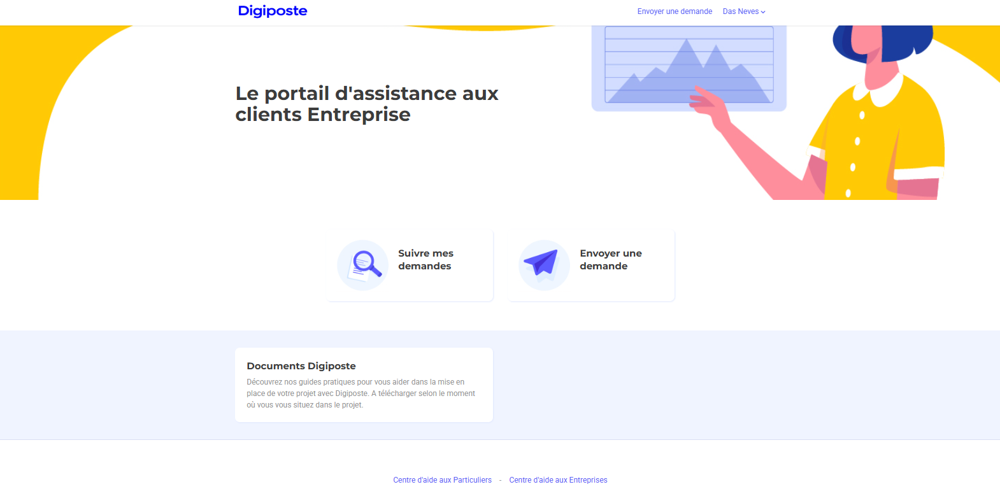 Digiposte
Envoyer une demande
Das Neves
Le portail d'assistance aux
clients Entreprise
Suivre mes
demandes
Envoyer une
demande
Documents Digiposte
Découvrez nos guides pratiques pour vous aider dans la mise en
place de votre projet avec Digiposte. A télécharger selon le moment
où vous vous situez dans le projet.
Centre d'aide aux Particuliers - Centre d'aide aux Entreprises